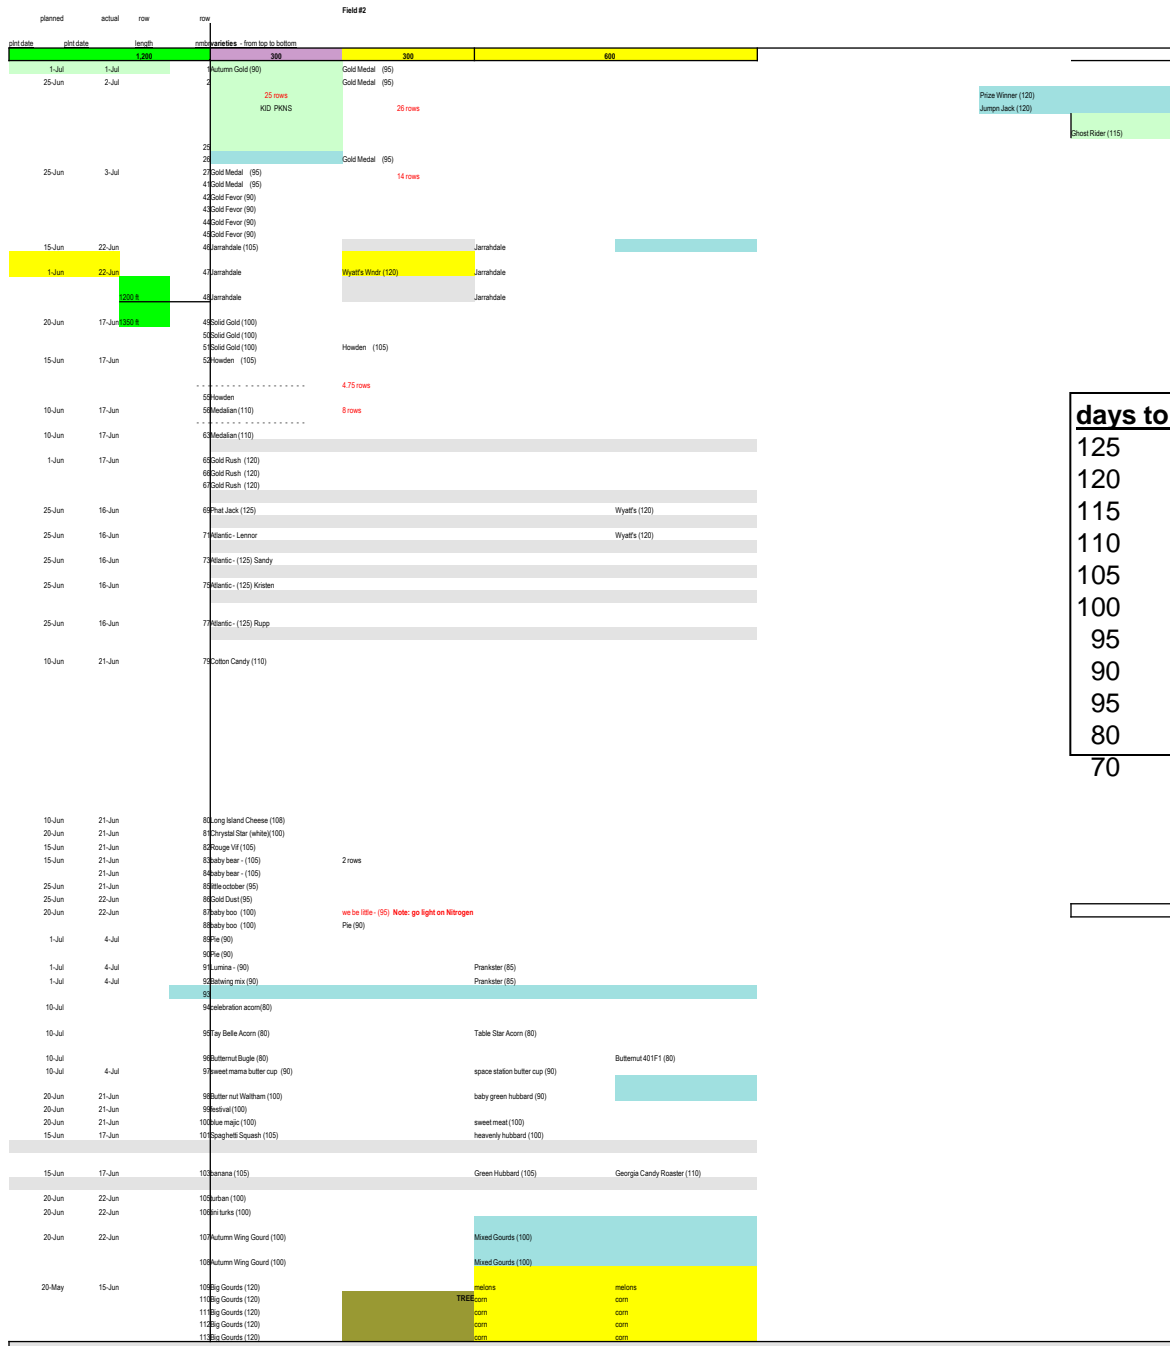 Field #2
planned actual row row
plnt date plnt date length nmbr varieties - from top to bottom
1,200 300 300 600
1-Jul 1-Jul 1 Autumn Gold (90) Gold Medal (95)
25-Jun 2-Jul 2 Gold Medal (95)
25 rows Prize Winner (120)
KID PKNS 26 rows Jumpn Jack (120)
Ghost Rider (115)
25
26 Gold Medal (95)
25-Jun 3-Jul 27 Gold Medal (95) 14 rows
41 Gold Medal (95)
42 Gold Fevor (90)
43 Gold Fevor (90)
44 Gold Fevor (90)
45 Gold Fevor (90)
15-Jun 22-Jun 46 Jarrahdale (105) Jarrahdale
1-Jun 22-Jun 47 Jarrahdale Wyatt's Wndr (120) Jarrahdale
1200 ft 48 Jarrahdale Jarrahdale
20-Jun 17-Jun 1350 ft 49 Solid Gold (100)
50 Solid Gold (100)
51 Solid Gold (100) Howden (105)
15-Jun 17-Jun 52 Howden (105)
- - - - - - - - - - - - - - - - - - 4.75 rows
55 Howden
10-Jun 17-Jun 56 Medalian (110) 8 rows
- - - - - - - - - - - - - - - - - -
10-Jun 17-Jun 63 Medalian (110)
1-Jun 17-Jun 65 Gold Rush (120)
66 Gold Rush (120)
67 Gold Rush (120)
25-Jun 16-Jun 69 Phat Jack (125) Wyatt's (120)
25-Jun 16-Jun 71 Atlantic - Lennor Wyatt's (120)
25-Jun 16-Jun 73 Atlantic - (125) Sandy
25-Jun 16-Jun 75 Atlantic - (125) Kristen
25-Jun 16-Jun 77 Atlantic - (125) Rupp
10-Jun 21-Jun 79 Cotton Candy (110)
days to
125
120
115
110
105
100
95
90
95
80
70
10-Jun 21-Jun 80 Long Island Cheese (108)
20-Jun 21-Jun 81 Chrystal Star (white)(100)
15-Jun 21-Jun 82 Rouge Vif (105)
15-Jun 21-Jun 83 baby bear - (105) 2 rows
21-Jun 84 baby bear - (105)
25-Jun 21-Jun 85 little october (95)
25-Jun 22-Jun 86 Gold Dust (95)
20-Jun 22-Jun 87 baby boo (100) we be little - (95) Note: go light on Nitrogen
88 baby boo (100) Pie (90)
1-Jul 4-Jul 89 Pie (90)
90 Pie (90)
1-Jul 4-Jul 91 Lumina - (90) Prankster (85)
1-Jul 4-Jul 92 Batwing mix (90) Prankster (85)
93
10-Jul 94 celebration acorn(80)
10-Jul 95 Tay Belle Acorn (80) Table Star Acorn (80)
10-Jul 96 Butternut Bugle (80) Butternut 401F1 (80)
10-Jul 4-Jul 97 sweet mama butter cup (90) space station butter cup (90)
20-Jun 21-Jun 98 Butter nut Waltham (100) baby green hubbard (90)
20-Jun 21-Jun 99 festival (100)
20-Jun 21-Jun 100 blue majic (100) sweet meat (100)
15-Jun 17-Jun 101 Spaghetti Squash (105) heavenly hubbard (100)
15-Jun 17-Jun 103 banana (105) Green Hubbard (105) Georgia Candy Roaster (110)
20-Jun 22-Jun 105 turban (100)
20-Jun 22-Jun 106 tini turks (100)
20-Jun 22-Jun 107 Autumn Wing Gourd (100) Mixed Gourds (100)
108 Autumn Wing Gourd (100) Mixed Gourds (100)
20-May 15-Jun 109 Big Gourds (120) melons melons
110 Big Gourds (120) TREE corn corn
111 Big Gourds (120) corn corn
112 Big Gourds (120) corn corn
113 Big Gourds (120) corn corn